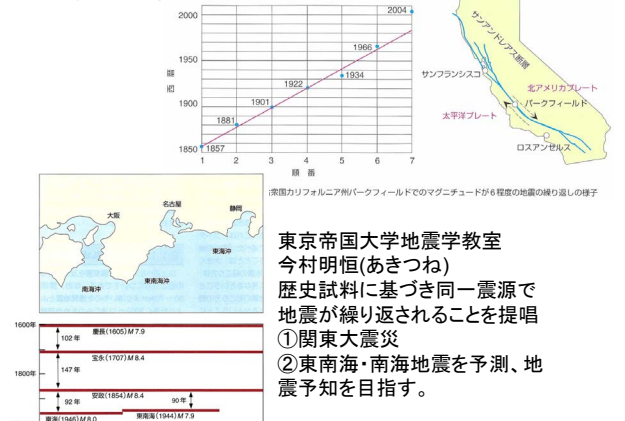 2000
1950
1900
1850
西暦
1857
1881
1901
1922
1934
1966
2004
1 2 3 4 5 6 7
順番
サンアンドレアス断層
サンフランシスコ
北アメリカプレート
パークフィールド
太平洋プレート
ロスアンゼルス
衆国カリフォルニア州パークフィールドでのマグニチュードが6程度の地震の繰り返しの様子
大阪
名古屋
静岡
東海沖
東南海沖
南海沖
東京帝国大学地震学教室
今村明恒(あきつね)
歴史試料に基づき同一震源で
地震が繰り返されることを提唱
①関東大震災
②東南海・南海地震を予測、地
震予知を目指す。
1600年
慶長(1605)M7.9
102年
宝永(1707)M8.4
147年
1800年
安政(1854)M8.4
92年
90年
東南海(1944)M7.9
東海(1946)M8.0